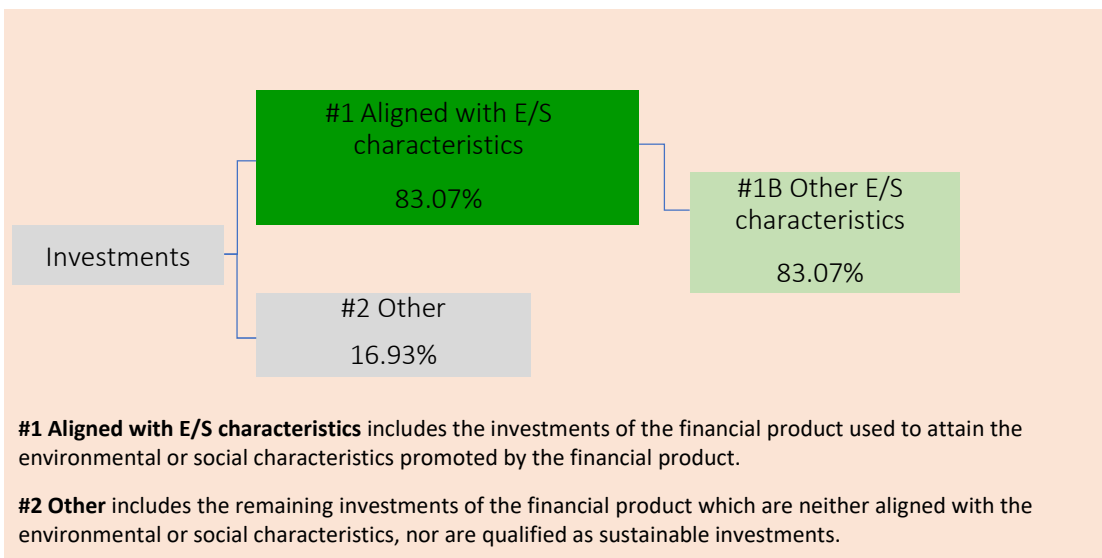 #1 Aligned with E/S
characteristics
83.07%
#1B Other E/S
characteristics
83.07%
Investments
#2 Other
16.93%
#1 Aligned with E/S characteristics includes the investments of the financial product used to attain the
environmental or social characteristics promoted by the financial product.
#2 Other includes the remaining investments of the financial product which are neither aligned with the
environmental or social characteristics, nor are qualified as sustainable investments.